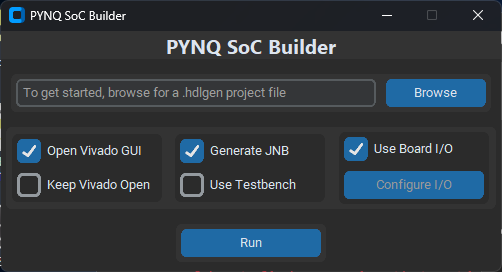 PYNQ SoC Builder
PYNQ SoC Builder
To get started, browse for a .hdlgen project file
Browse
Open Vivado GUI
Generate JNB
Use Board I/O
Keep Vivado Open
Use Testbench
Configure I/O
Run